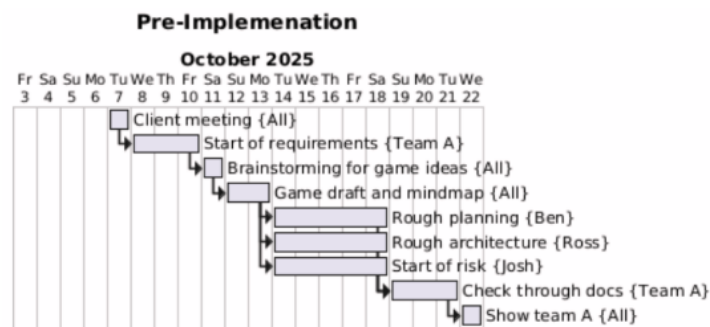 Pre-Implemenation
October 2025
Fr Sa Su Mo Tu We Th Fr Sa Su Mo Tu We Th Fr Sa Su Mo Tu We
3 4 5 6 7 8 9 10 11 12 13 14 15 16 17 18 19 20 21 22
Client meeting {All}
Start of requirements {Team A}
Brainstorming for game ideas {All}
Game draft and mindmap {All}
Rough planning {Ben}
Rough architecture {Ross}
Start of risk {Josh}
Check through docs {Team A}
Show team A {All}